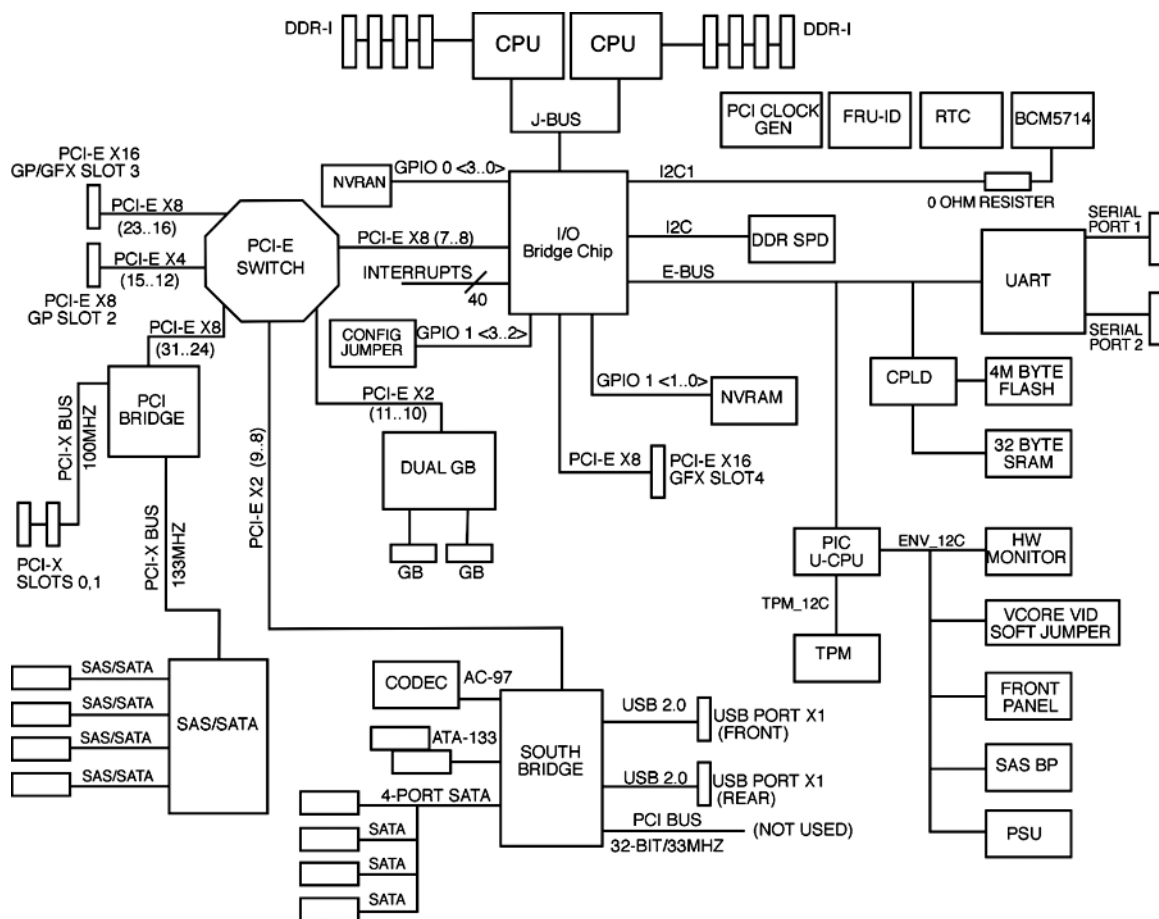 DDR-I
CPU
CPU
DDR-I
J-BUS
PCI CLOCK
GEN
FRU-ID
RTC
BCM5714
PCI-E X16
GP/GFX SLOT 3
NVRAN
GPIO 0 <3..0>
I2C1
0 OHM RESISTER
PCI-E X8
(23..16)
PCI-E
SWITCH
PCI-E X8 (7..8)
I/O
Bridge Chip
I2C
DDR SPD
SERIAL
PORT 1
PCI-E X4
(15..12)
INTERRUPTS
40
E-BUS
UART
PCI-E X8
GP SLOT 2
PCI-E X8
(31..24)
CONFIG
JUMPER
GPIO 1 <3..2>
SERIAL
PORT 2
PCI
BRIDGE
PCI-X BUS
100MHZ
PCI-E X2
(11..10)
GPIO 1 <1..0>
NVRAM
CPLD
4M BYTE
FLASH
DUAL GB
PCI-E X8
PCI-E X16
GFX SLOT4
32 BYTE
SRAM
PCI-E X2 (9..8)
PCI-X BUS
133MHZ
PCI-X
SLOTS 0,1
GB
GB
PIC
U-CPU
ENV_12C
HW
MONITOR
TPM_12C
VCORE VID
SOFT JUMPER
TPM
SAS/SATA
SAS/SATA
SAS/SATA
SAS/SATA
SAS/SATA
CODEC
AC-97
FRONT
PANEL
ATA-133
SOUTH
BRIDGE
USB 2.0
USB PORT X1
(FRONT)
SAS BP
USB 2.0
USB PORT X1
(REAR)
4-PORT SATA
PCI BUS
32-BIT/33MHZ
(NOT USED)
PSU
SATA
SATA
SATA